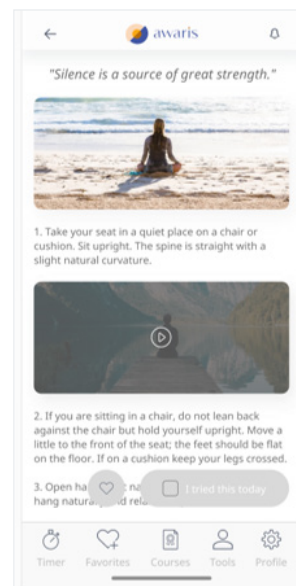 awaris
"Silence is a source of great strength."
1. Take your seat in a quiet place on a chair or
cushion. Sit upright. The spine is straight with a
slight natural curvature.
2. If you are sitting in a chair, do not lean back
against the chair but hold yourself upright. Move a
little to the front of the seat; the feet should be flat
on the floor. If on a cushion keep your legs crossed.
3. Open
hang
I tried this today
Timer Favorites Courses Tools Profile